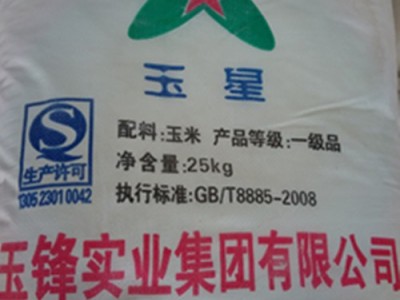 玉星
配料:玉米 产品等级:一级品
净含量:25kg
执行标准:GB/T8885-2008
生产许可
13052301 0042
玉锋实业集团有限公司